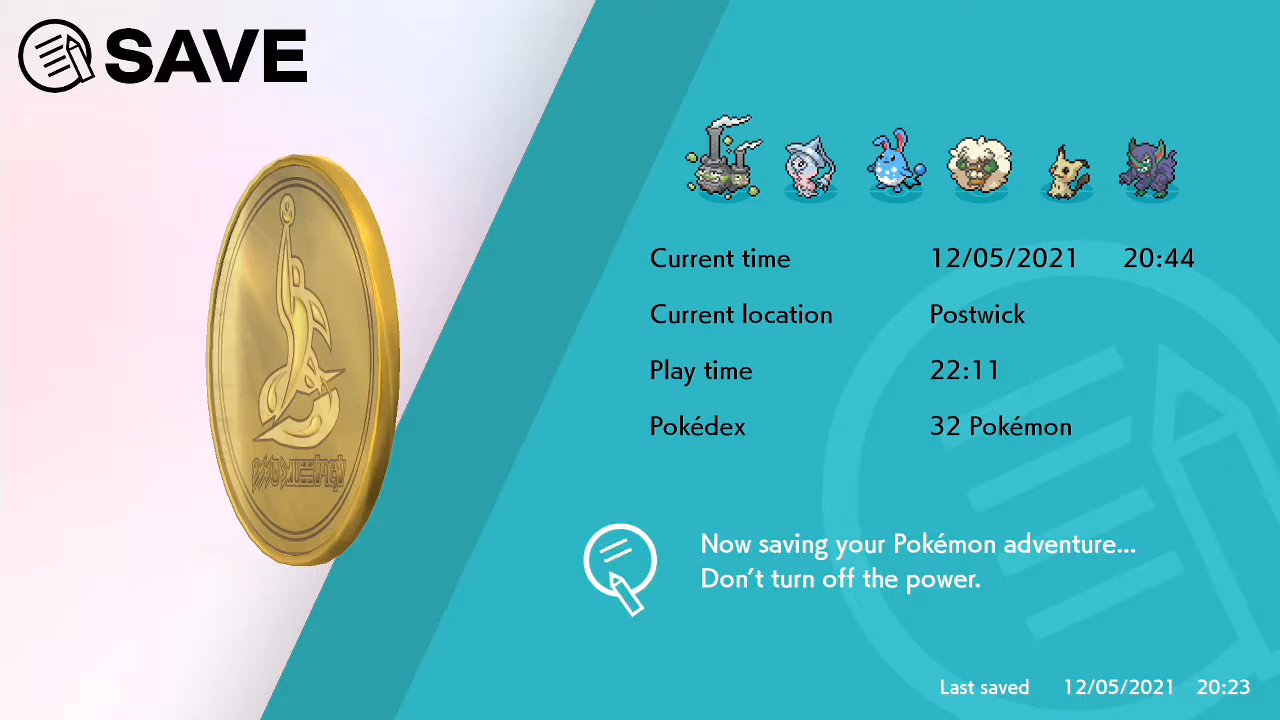 SAVE
Current time 12/05/2021 20:44
Current location Postwick
Play time 22:11
Pokédex 32 Pokémon
Now saving your Pokémon adventure...
Don't turn off the power.
Last saved 12/05/2021 20:23